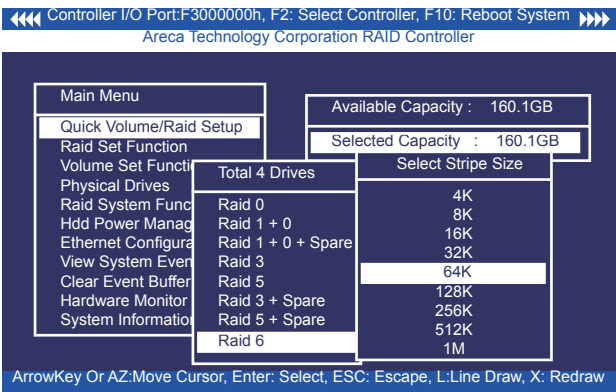 Controller I/O Port:F3000000h, F2: Select Controller, F10: Reboot System
Areca Technology Corporation RAID Controller
Main Menu
Quick Volume/Raid Setup
Raid Set Function
Volume Set Functi
Physical Drives
Raid System Func
Hdd Power Manag
Ethernet Configura
View System Even
Clear Event Buffer
Hardware Monitor
System Informatio
Total 4 Drives
Raid 0
Raid 1 + 0
Raid 1 + 0 + Spare
Raid 3
Raid 5
Raid 3 + Spare
Raid 5 + Spare
Raid 6
Available Capacity : 160.1GB
Selected Capacity : 160.1GB
Select Stripe Size
4K
8K
16K
32K
64K
128K
256K
512K
1M
ArrowKey Or AZ:Move Cursor, Enter: Select, ESC: Escape, L:Line Draw, X: Redraw